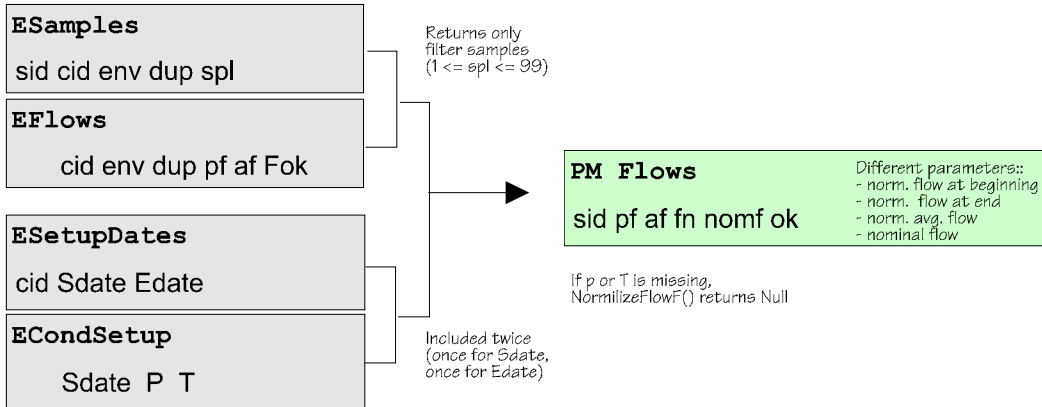 ESamples
sid cid env dup spl
EFlows
cid env dup pf af Fok
ESetupDates
cid Sdate Edate
ECondSetup
Sdate P T
Returns only
filter samples
(1 <= spl <= 99)
Included twice
(once for Sdate,
once for Edate)
PM Flows
sid pf af fn nomf ok
Different parameters::
- norm. flow at beginning
- norm. flow at end
- norm. avg. flow
- nominal flow
If p or T is missing,
NormilizeFlowF() returns Null